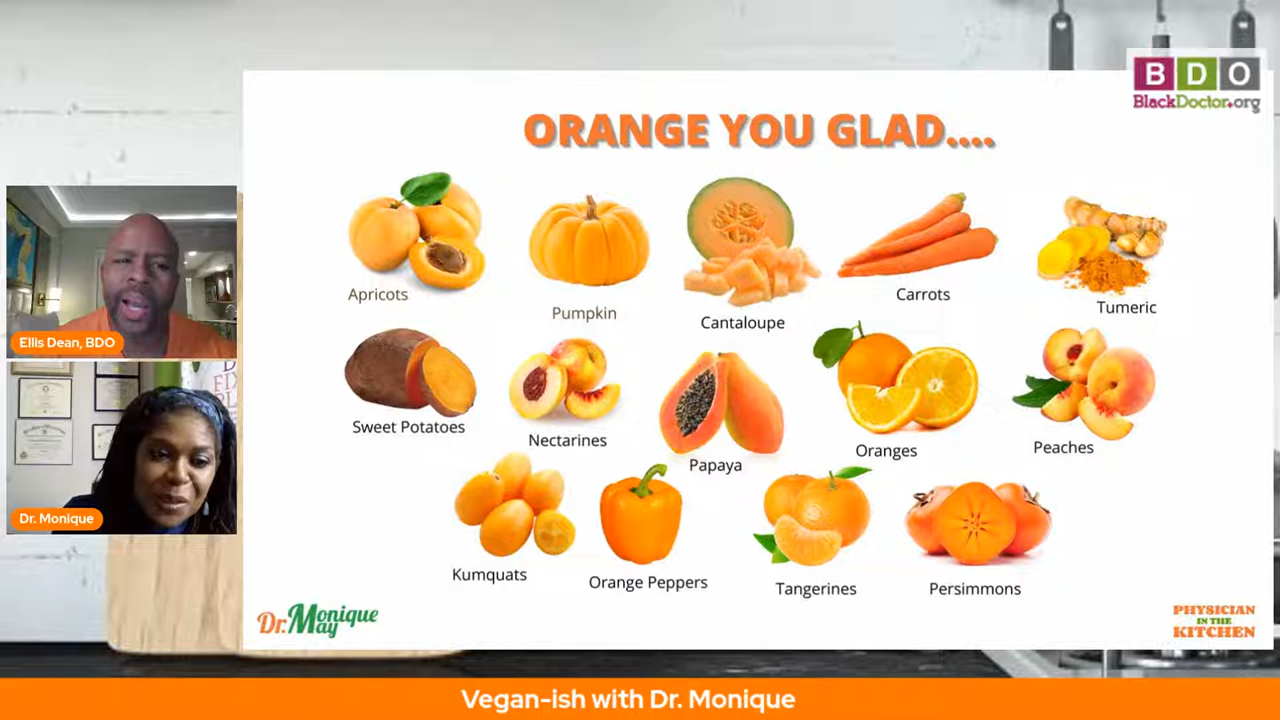 BDO
BlackDoctor.org
ORANGE YOU GLAD....
Apricots
Pumpkin
Cantaloupe
Carrots
Tumeric
Sweet Potatoes
Nectarines
Papaya
Oranges
Peaches
Kumquats
Orange Peppers
Tangerines
Persimmons
Ellis Dean, BDO
Dr. Monique
Dr. Monique
May
PHYSICIAN
IN THE
KITCHEN
Vegan-ish with Dr. Monique